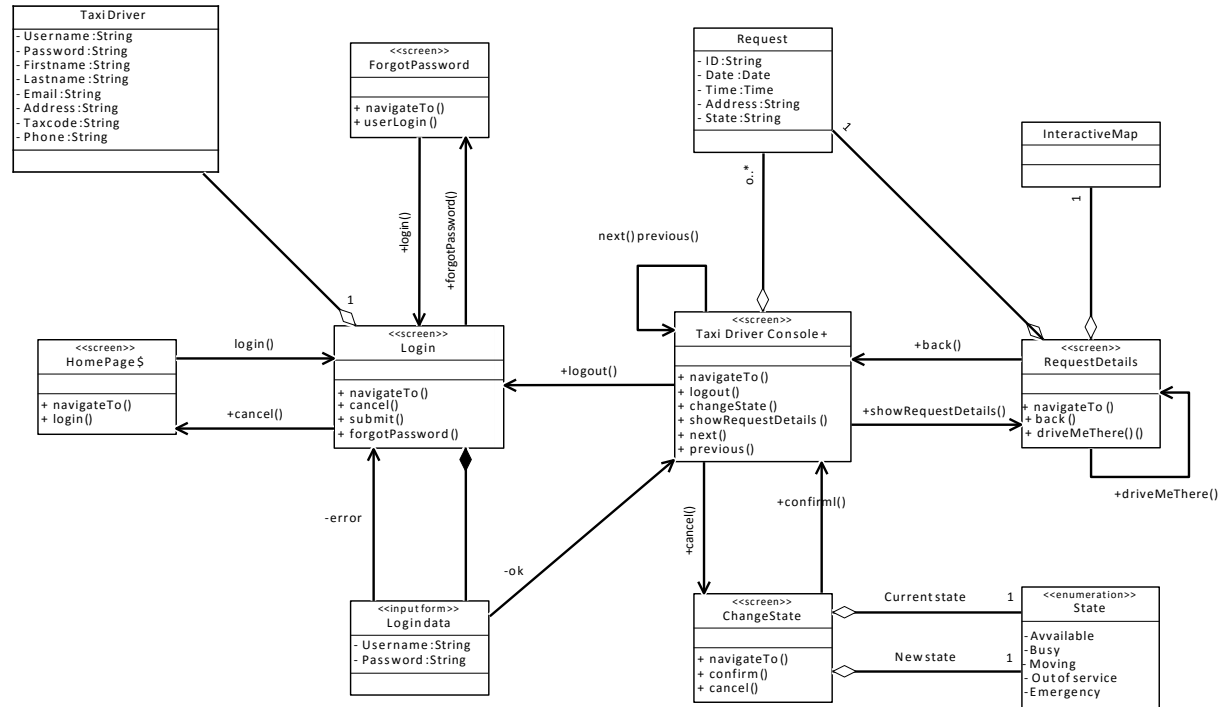 Taxi Driver
- Username:String
- Password:String
- Firstname:String
- Lastname:String
- Email:String
- Address:String
- Taxcode:String
- Phone:String
<<screen>>
ForgotPassword
+ navigateTo()
+ userLogin()
Request
- ID:String
- Date:Date
- Time:Time
- Address:String
- State:String
InteractiveMap
1
1
o..*
+login()
+forgotPassword()
next() previous()
1
<<screen>>
HomePage$
+ navigateTo()
+ login()
login()
+cancel()
<<screen>>
Login
+ navigateTo()
+ cancel()
+ submit()
+ forgotPassword()
+logout()
<<screen>>
Taxi Driver Console+
+ navigateTo()
+ logout()
+ changeState()
+ showRequestDetails()
+ next()
+ previous()
+back()
+showRequestDetails()
<<screen>>
RequestDetails
+ navigateTo()
+ back()
+ driveMeThere()()
+driveMeThere()
-error
-ok
+cancel()
+confirml()
<<inputform>>
Logindata
- Username:String
- Password:String
<<screen>>
ChangeState
+ navigateTo()
+ confirm()
+ cancel()
Current state
1
New state
1
<<enumeration>>
State
- Avvailable
- Busy
- Moving
- Out of service
- Emergency